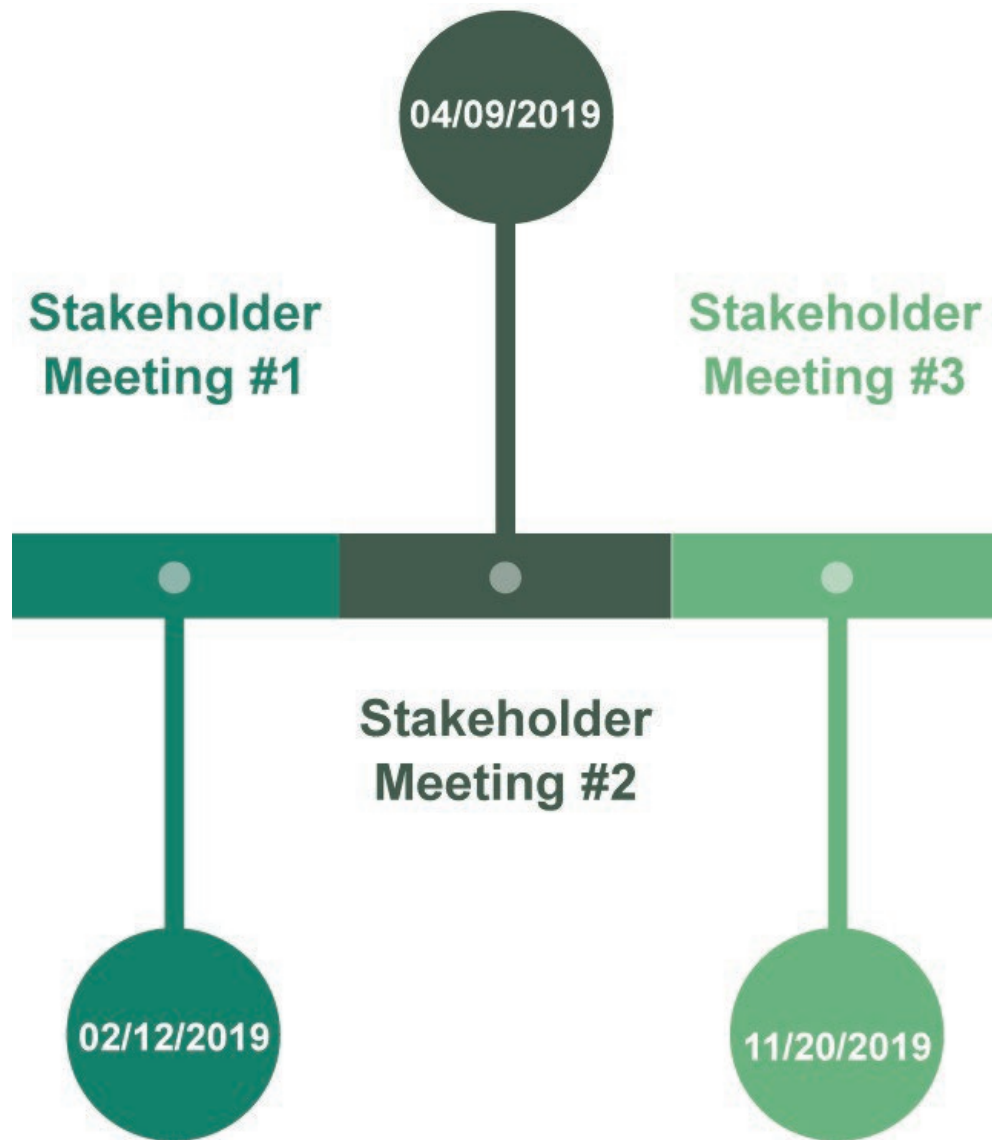 04/09/2019
Stakeholder
Meeting #1
Stakeholder
Meeting #3
Stakeholder
Meeting #2
02/12/2019
11/20/2019